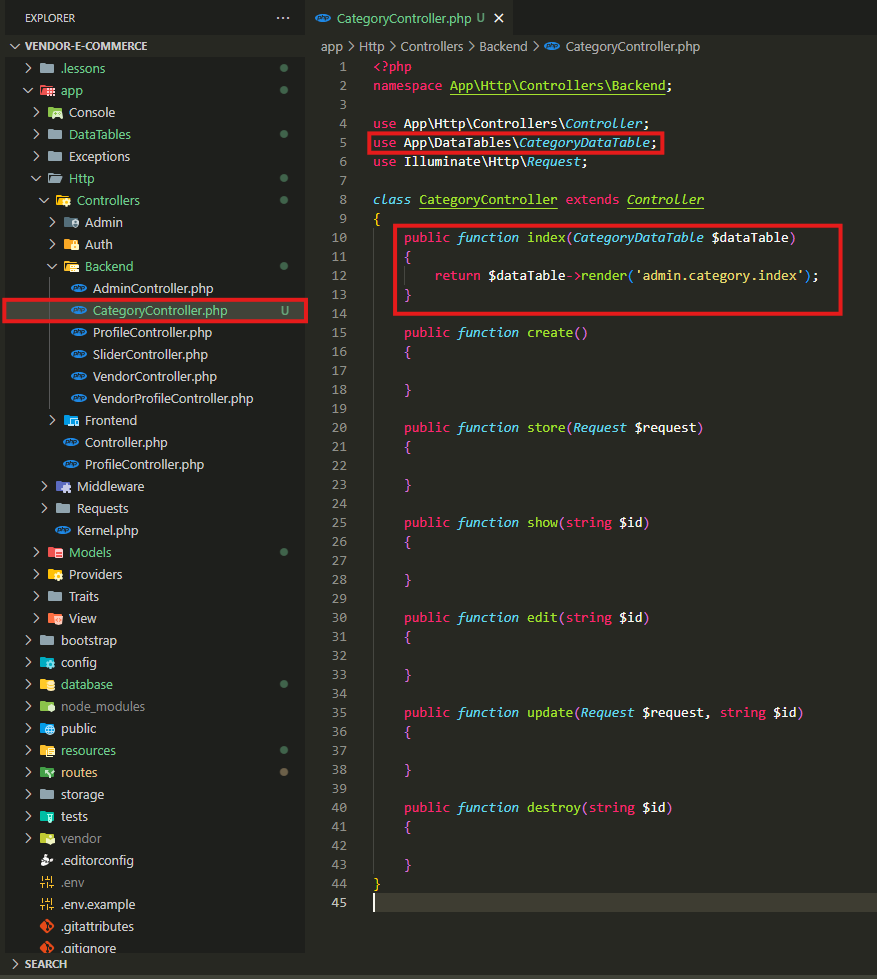 EXPLORER
VENDOR-E-COMMERCE
.lessons
app
Console
DataTables
Exceptions
Http
Controllers
Admin
Auth
Backend
AdminController.php
CategoryController.php U
ProfileController.php
SliderController.php
VendorController.php
VendorProfileController.php
Frontend
Controller.php
ProfileController.php
Middleware
Requests
Kernel.php
Models
Providers
Traits
View
bootstrap
config
database
node_modules
public
resources
routes
storage
tests
vendor
.editorconfig
.env
.env.example
.gitattributes
.gitignore
SEARCH
CategoryController.php U
app > Http > Controllers > Backend > CategoryController.php
1 <?php
2 namespace App\Http\Controllers\Backend;
3
4 use App\Http\Controllers\Controller;
5 use App\DataTables\CategoryDataTable;
6 use Illuminate\Http\Request;
7
8 class CategoryController extends Controller
9 {
10 public function index(CategoryDataTable $dataTable)
11 {
12 return $dataTable->render('admin.category.index');
13 }
14
15 public function create()
16 {
17
18 }
19
20 public function store(Request $request)
21 {
22
23 }
24
25 public function show(string $id)
26 {
27
28 }
29
30 public function edit(string $id)
31 {
32
33 }
34
35 public function update(Request $request, string $id)
36 {
37
38 }
39
40 public function destroy(string $id)
41 {
42
43 }
44 }
45